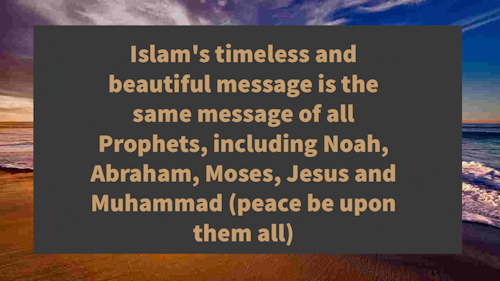 Islam's timeless and
beautiful message is the
same message of all
Prophets, including Noah,
Abraham, Moses, Jesus and
Muhammad (peace be upon
them all)